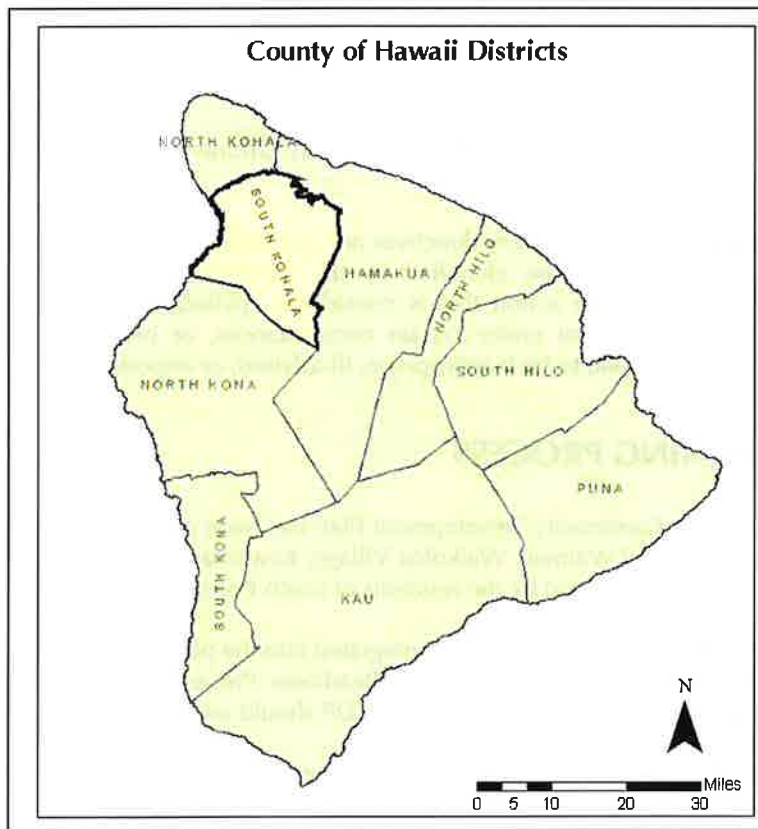 County of Hawaii Districts
NORTH KOHALA
SOUTH KOHALA
HAMAKUA
NORTH HILO
NORTH KONA
SOUTH HILO
PUNA
SOUTH KONA
KAU
N
Miles
0 5 10 20 30